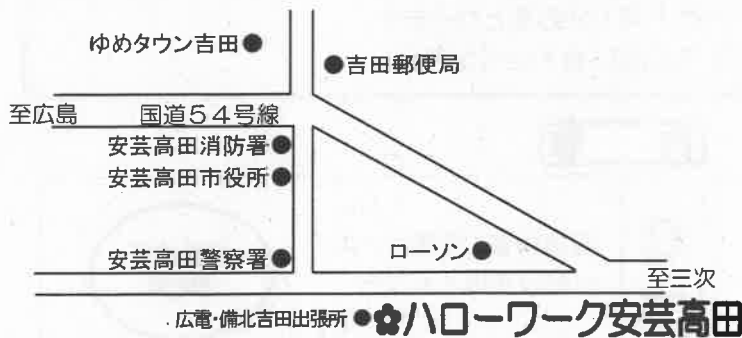 ゆめタウン吉田
吉田郵便局
至広島
国道54号線
安芸高田消防署
安芸高田市役所
安芸高田警察署
ローソン
至三次
広電・備北吉田出張所
ハローワーク安芸高田